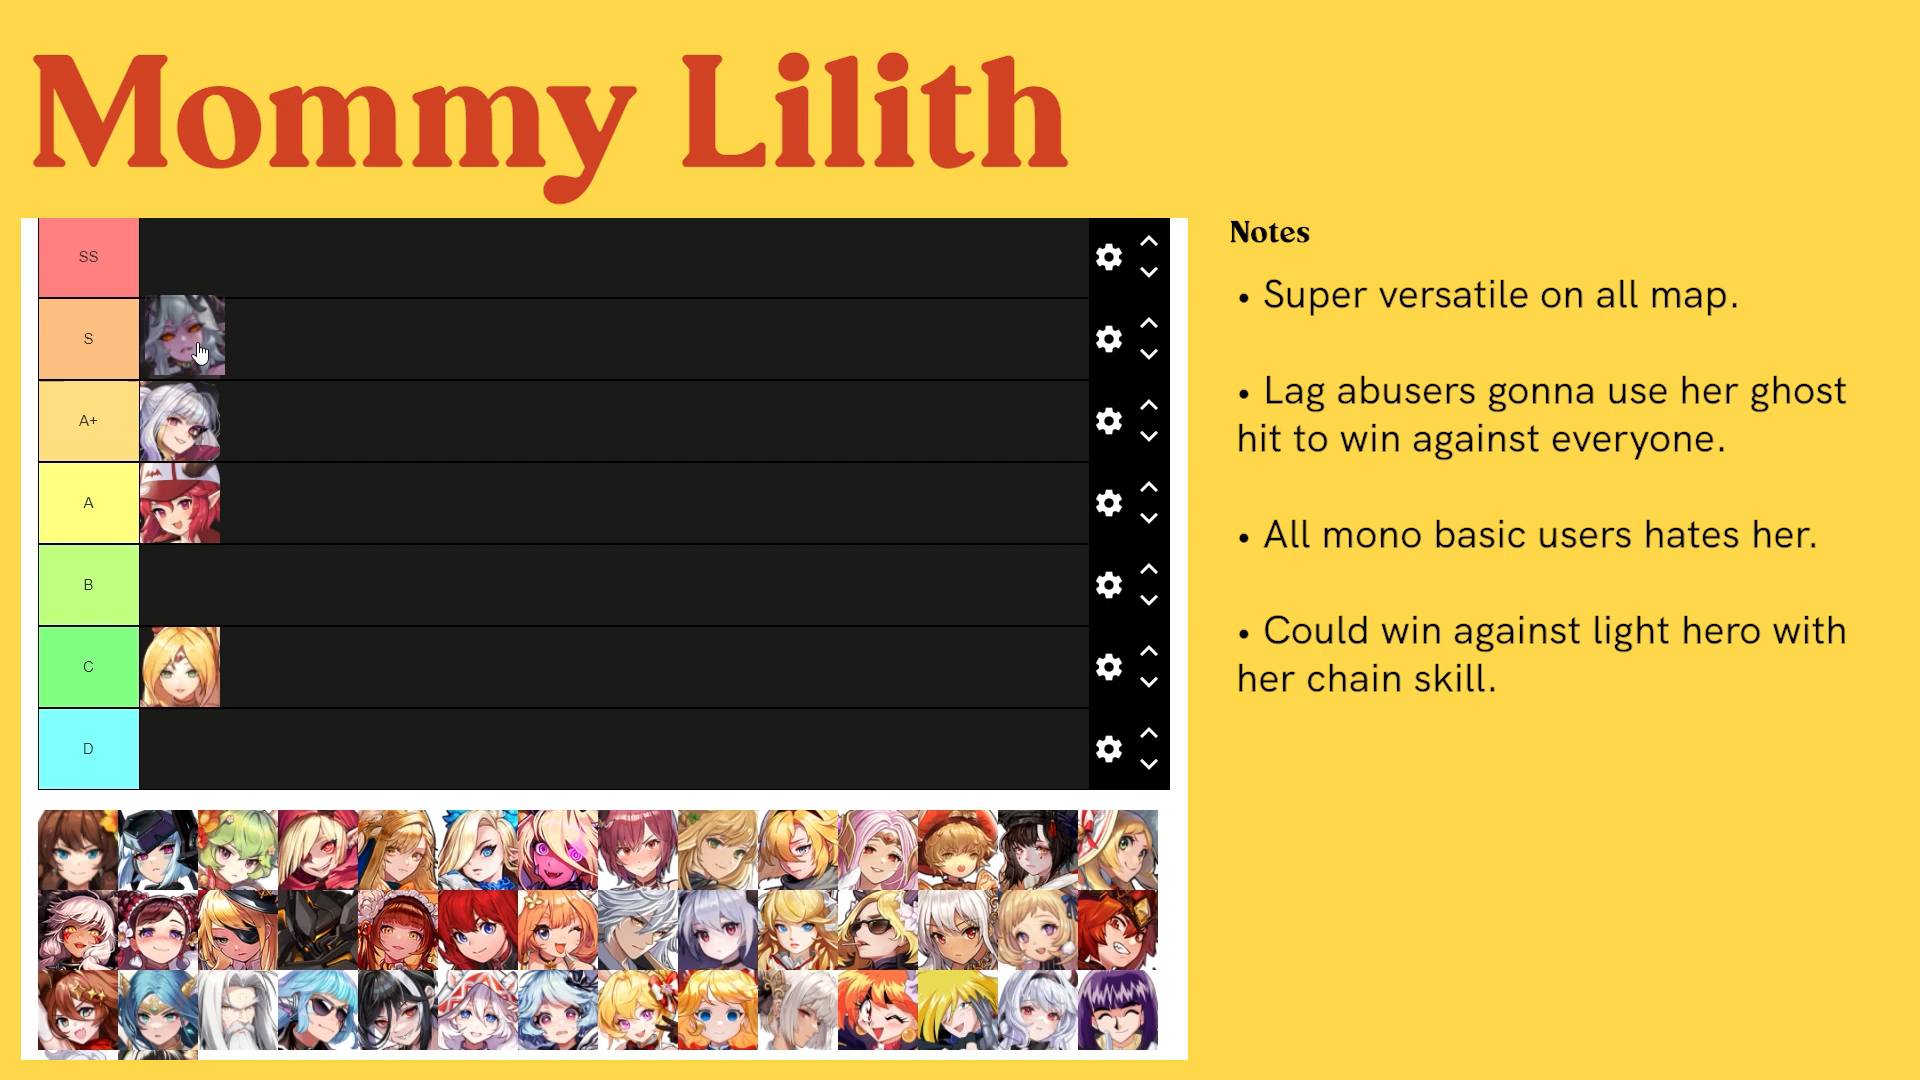 Mommy Lilith
SS
S
A+
A
B
C
D
Notes
• Super versatile on all map.
• Lag abusers gonna use her ghost
hit to win against everyone.
• All mono basic users hates her.
• Could win against light hero with
her chain skill.